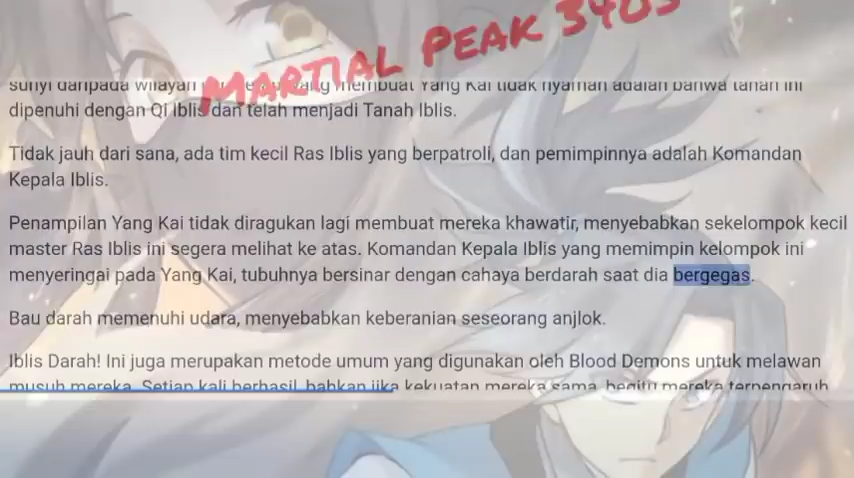 MARTIAL PEAK 3403
sunyi daripada wilayah membuat Yang Kai tidak nyaman adalah bahwa tanah ini
dipenuhi dengan QI Iblis dan telah menjadi Tanah Iblis.
Tidak jauh dari sana, ada tim kecil Ras Iblis yang berpatroli, dan pemimpinnya adalah Komandan
Kepala Iblis.
Penampilan Yang Kai tidak diragukan lagi membuat mereka khawatir, menyebabkan sekelompok kecil
master Ras Iblis ini segera melihat ke atas. Komandan Kepala Iblis yang memimpin kelompok ini
menyeringai pada Yang Kai, tubuhnya bersinar dengan cahaya berdarah saat dia bergegas.
Bau darah memenuhi udara, menyebabkan keberanian seseorang anjlok.
Iblis Darah! Ini juga merupakan metode umum yang digunakan oleh Blood Demons untuk melawan
musuh mereka. Setiap kali berhasil, bahkan jika kekuatan mereka sama, begitu mereka terpengaruh